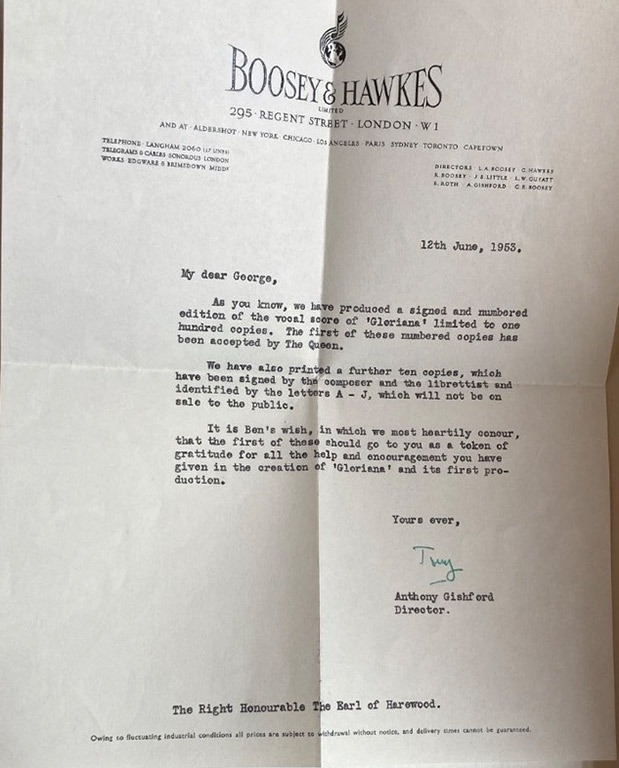 BOOSEY & HAWKES
LIMITED
295 · REGENT STREET · LONDON · W1
AND AT · ALDERSHOT · NEW YORK · CHICAGO · LOS ANGELES · PARIS · SYDNEY · TORONTO · CAPETOWN
TELEPHONE · LANGHAM 2060 (17 LINES)
TELEGRAMS & CABLES SONOROUS LONDON
WORKS EDGWARE & BRIMSDOWN MIDDX
DIRECTORS L.A. BOOSEY · G. HAWKES
R. BOOSEY · J.E. LITTLE · L.W. GUYATT
E. ROTH · A. GISHFORD · C.E. BOOSEY
12th June, 1953.
My dear George,
As you know, we have produced a signed and numbered
edition of the vocal score of 'Gloriana' limited to one
hundred copies. The first of these numbered copies has
been accepted by The Queen.
We have also printed a further ten copies, which
have been signed by the composer and the librettist and
identified by the letters A - J, which will not be on
sale to the public.
It is Ben's wish, in which we most heartily concur,
that the first of these should go to you as a token of
gratitude for all the help and encouragement you have
given in the creation of 'Gloriana' and its first pro-
duction.
Yours ever,
Tony
Anthony Gishford
Director.
The Right Honourable The Earl of Harewood.
Owing to fluctuating industrial conditions all prices are subject to withdrawal without notice, and delivery times cannot be guaranteed.